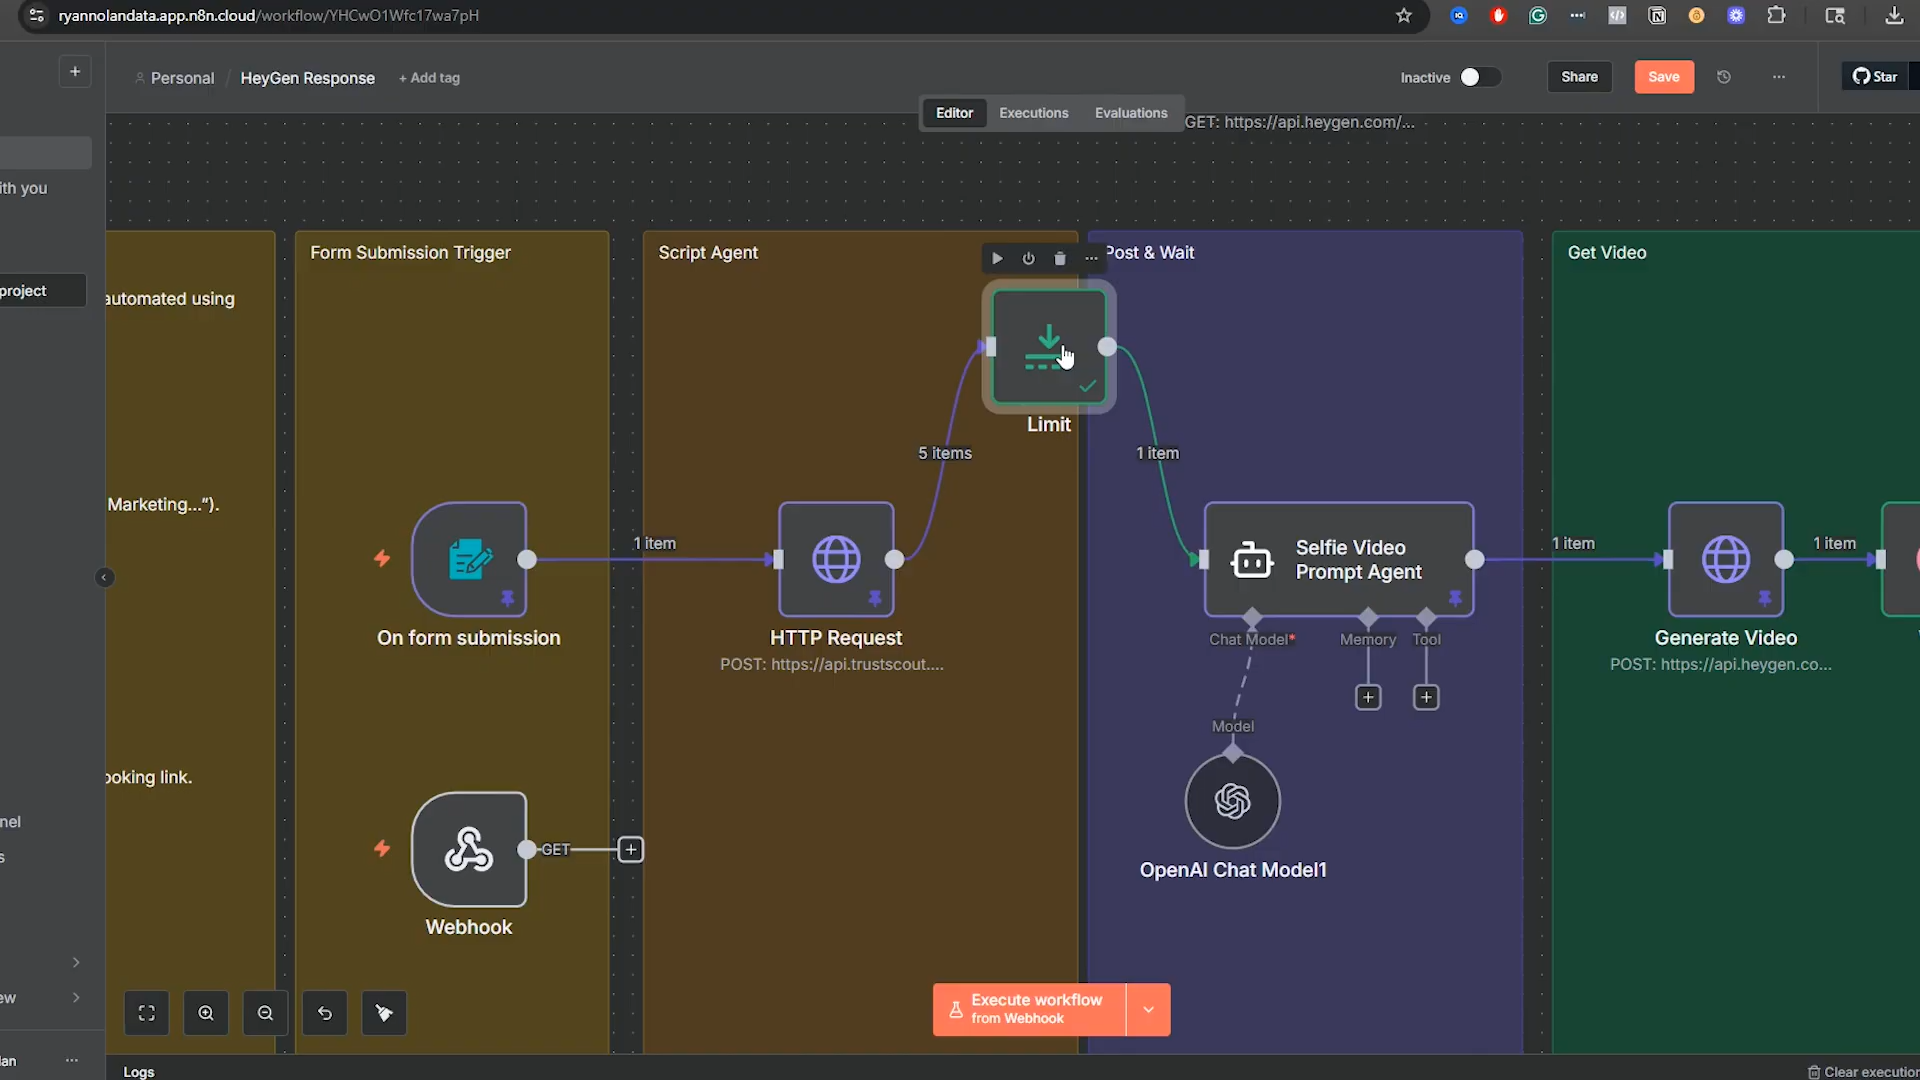 ryannolandata.app.n8n.cloud/workflow/YHCwO1Wfc17wa7pH
Personal / HeyGen Response + Add tag
Inactive
Share
Save
Star
Editor
Executions
Evaluations
GET: https://api.heygen.com/...
ith you
project
nel
s
ew
lan
automated using
Marketing...").
ooking link.
Form Submission Trigger
Script Agent
Post & Wait
Get Video
Limit
5 items
1 item
1 item
1 item
1 item
On form submission
HTTP Request
POST: https://api.trustscout....
Selfie Video
Prompt Agent
Chat Model*
Memory
Tool
Model
OpenAI Chat Model1
Generate Video
POST: https://api.heygen.co...
GET
Webhook
Execute workflow
from Webhook
Logs
Clear execution